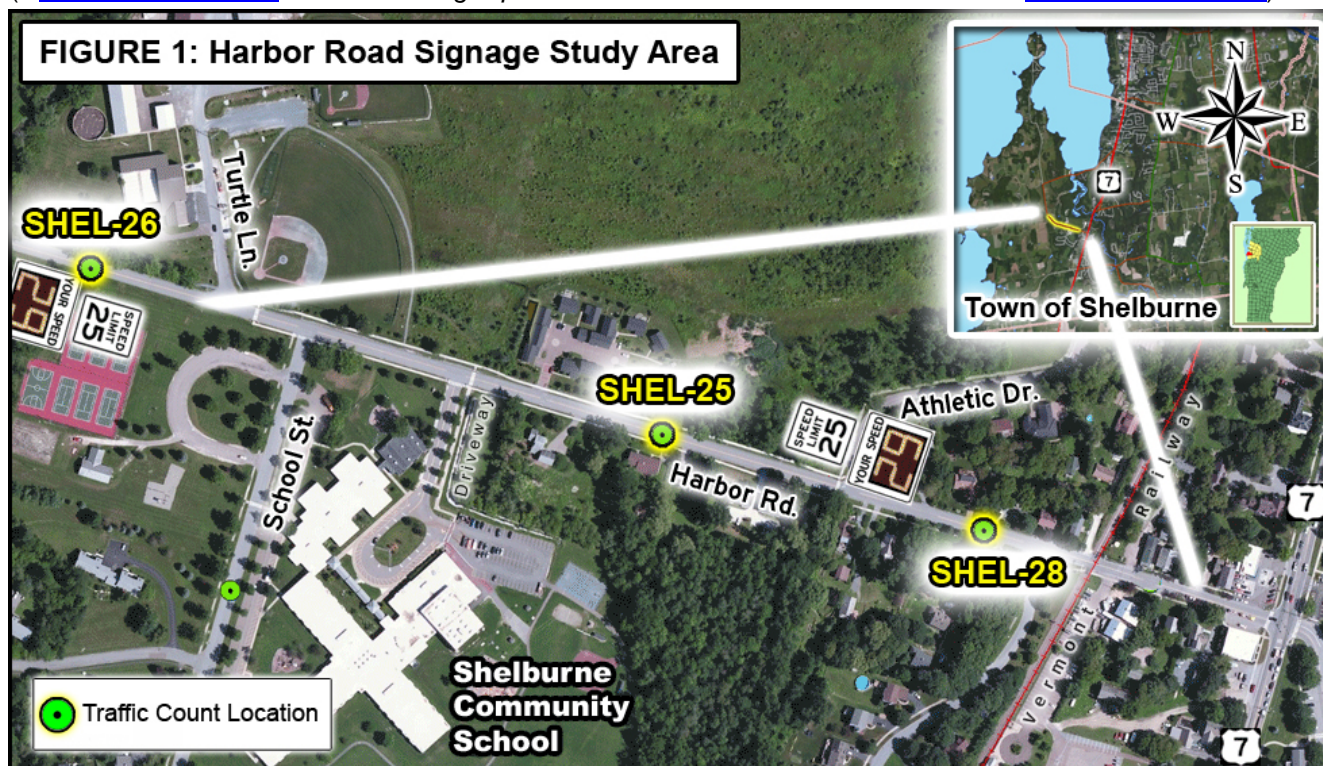 FIGURE 1: Harbor Road Signage Study Area
N
W
E
S
7
Town of Shelburne
Turtle Ln.
SHEL-26
YOUR SPEED
29
SPEED LIMIT
25
School St.
Driveway
SHEL-25
Harbor Rd.
SPEED LIMIT
25
YOUR SPEED
29
Athletic Dr.
SHEL-28
Vermont Railway
7
7
Shelburne
Community
School
Traffic Count Location